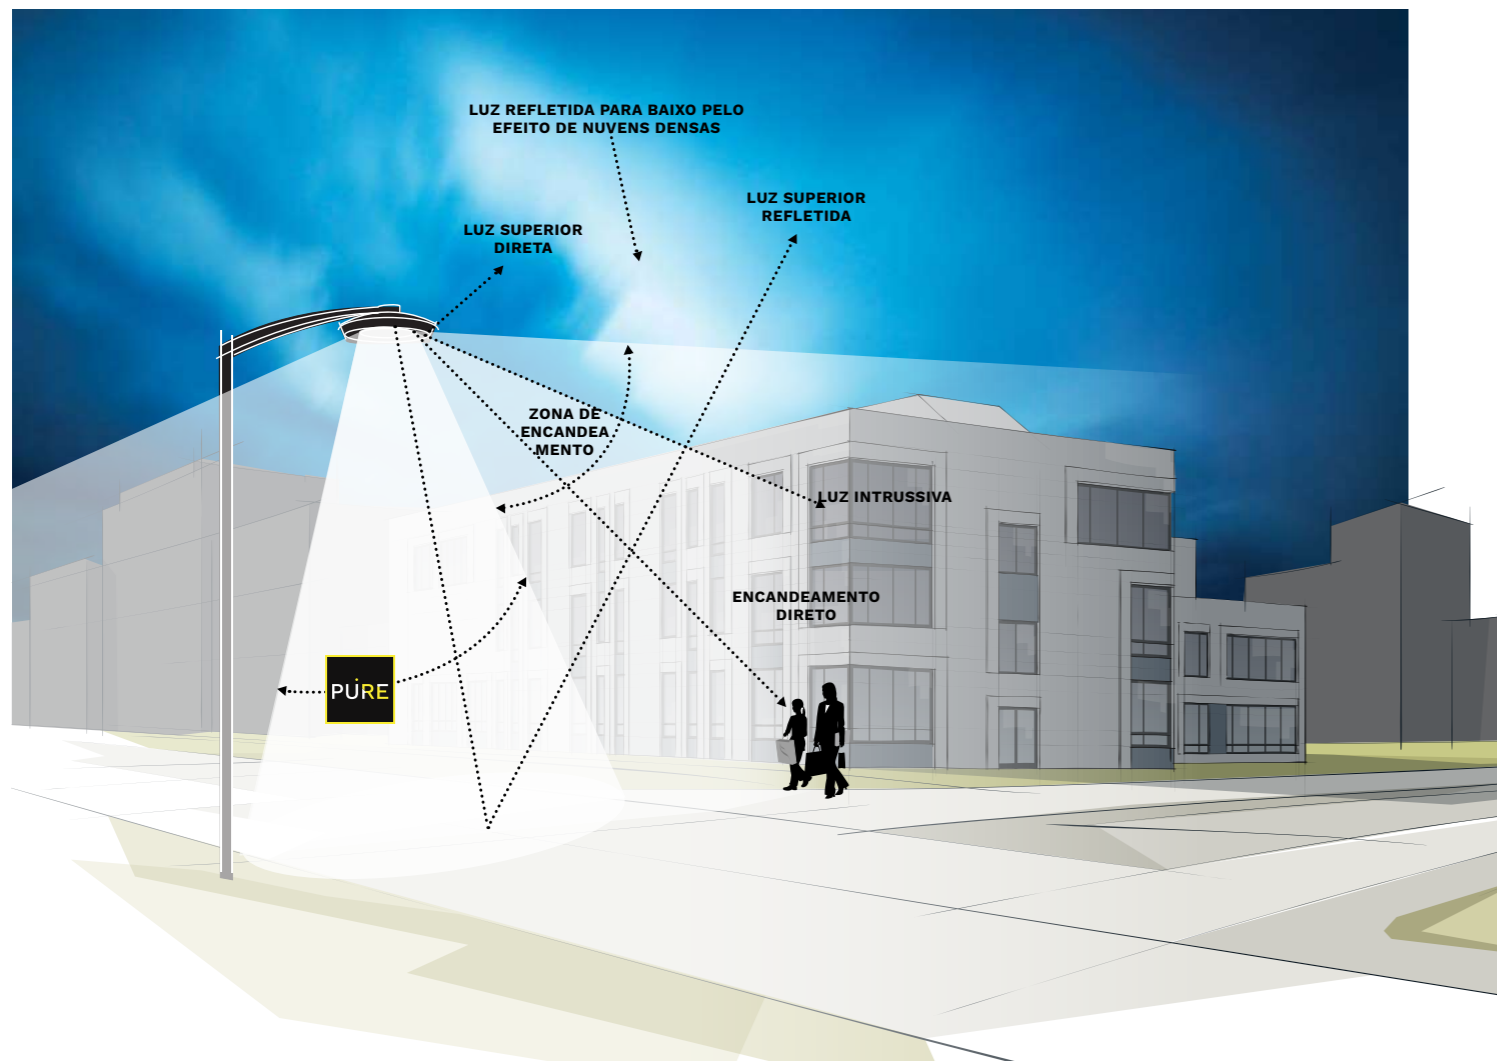 LUZ REFLETIDA PARA BAIXO PELO
EFEITO DE NUVENS DENSAS
LUZ SUPERIOR
REFLETIDA
LUZ SUPERIOR
DIRETA
ZONA DE
ENCANDEA
MENTO
LUZ INTRUSSIVA
ENCANDEAMENTO
DIRETO
PURE